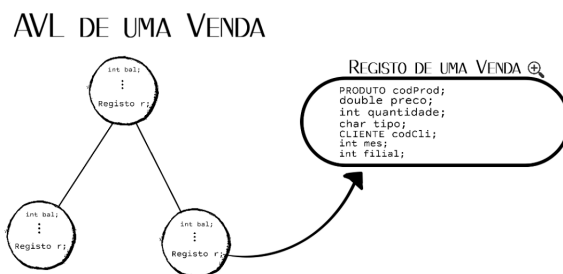 AVL DE UMA VENDA
int bal;
⋮
Registo r;
REGISTO DE UMA VENDA
PRODUTO codProd;
double preco;
int quantidade;
char tipo;
CLIENTE codCli;
int mes;
int filial;
int bal;
⋮
Registo r;
int bal;
⋮
Registo r;